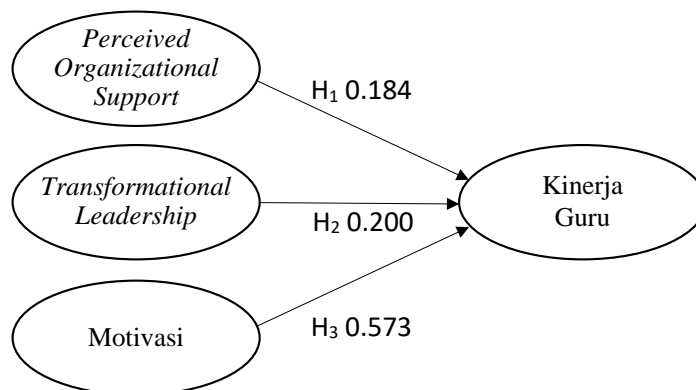 Perceived
Organizational
Support
H₁ 0.184
Transformational
Leadership
H₂ 0.200
Kinerja
Guru
Motivasi
H₃ 0.573